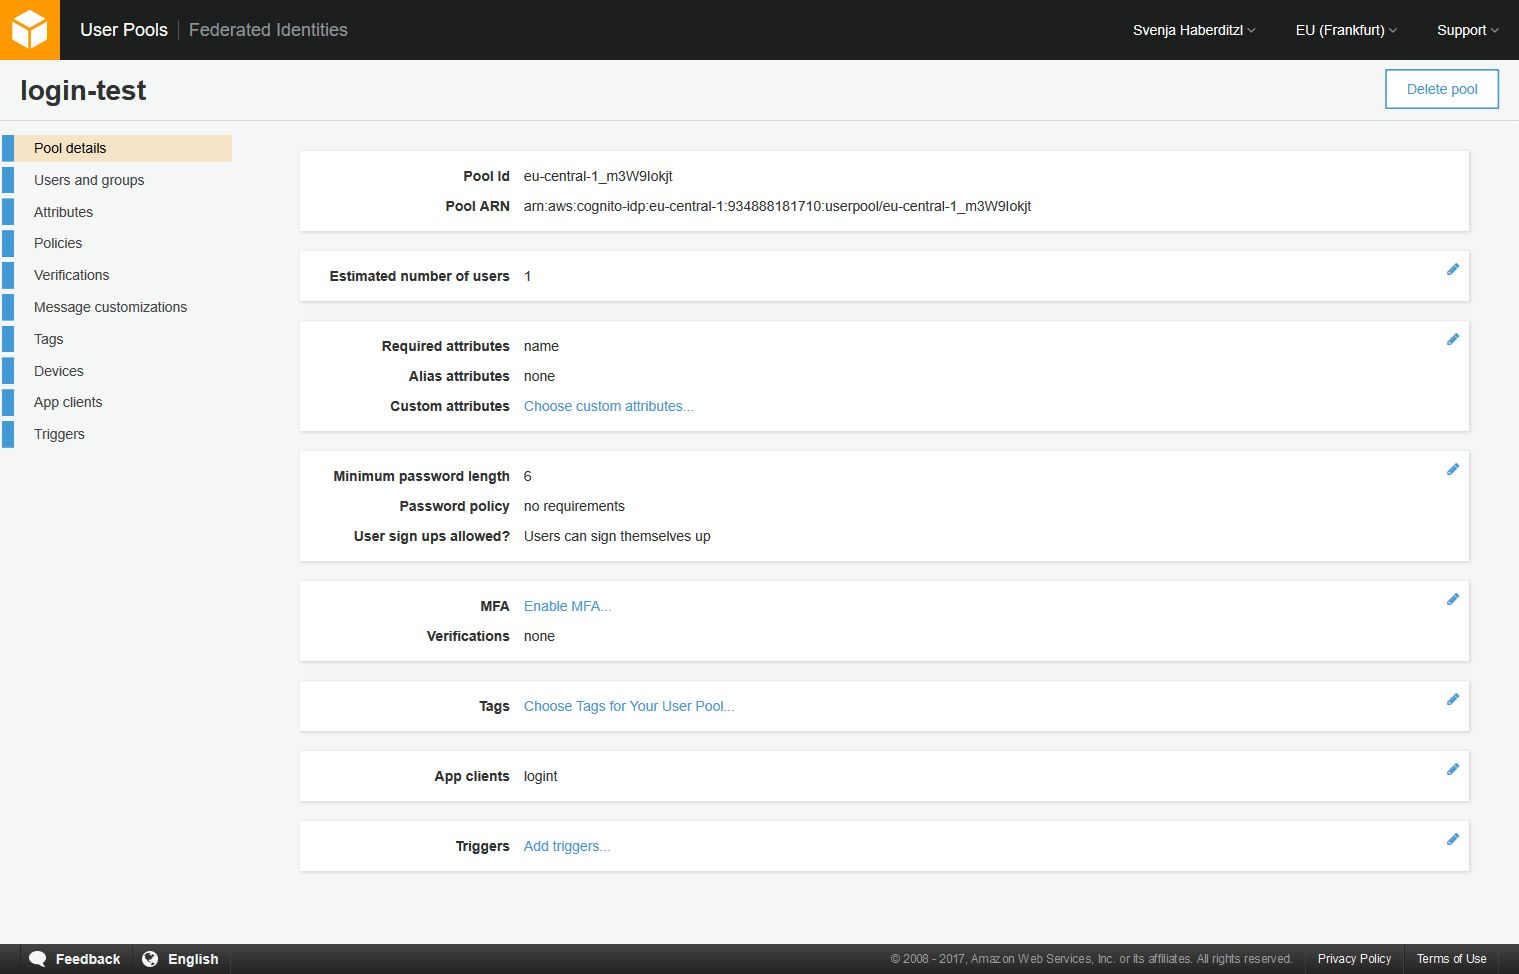 User Pools | Federated Identities
Svenja Haberditzl EU (Frankfurt) Support
login-test
Delete pool
Pool details
Users and groups
Attributes
Policies
Verifications
Message customizations
Tags
Devices
App clients
Triggers
Pool Id eu-central-1_m3W9Iokjt
Pool ARN arn:aws:cognito-idp:eu-central-1:934888181710:userpool/eu-central-1_m3W9Iokjt
Estimated number of users 1
Required attributes name
Alias attributes none
Custom attributes Choose custom attributes...
Minimum password length 6
Password policy no requirements
User sign ups allowed? Users can sign themselves up
MFA Enable MFA...
Verifications none
Tags Choose Tags for Your User Pool...
App clients logint
Triggers Add triggers...
Feedback English
© 2008 - 2017, Amazon Web Services, Inc. or its affiliates. All rights reserved. Privacy Policy Terms of Use